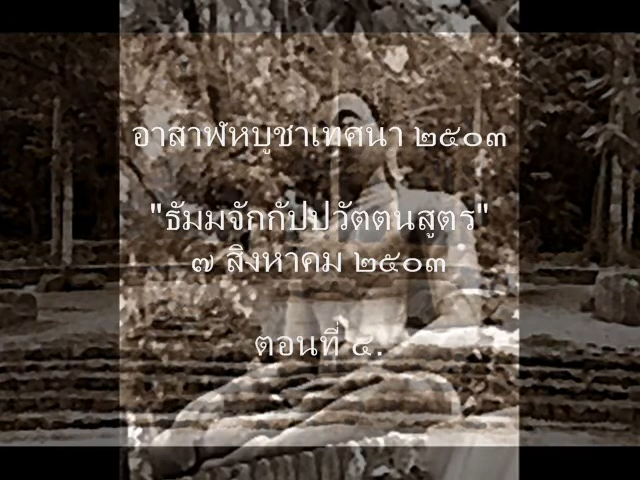 อาสาฬหบูชาเทศนา ๒๕๐๓
"ธัมมจักกัปปวัตตนสูตร"
๗ สิงหาคม ๒๕๐๓
ตอนที่ ๔.